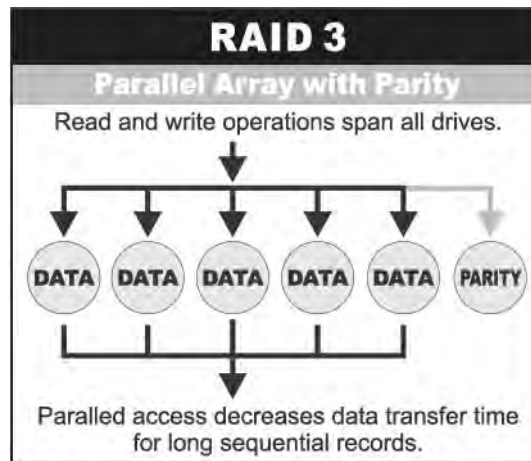 RAID 3
Parallel Array with Parity
Read and write operations span all drives.
DATA DATA DATA DATA DATA PARITY
Paralled access decreases data transfer time
for long sequential records.